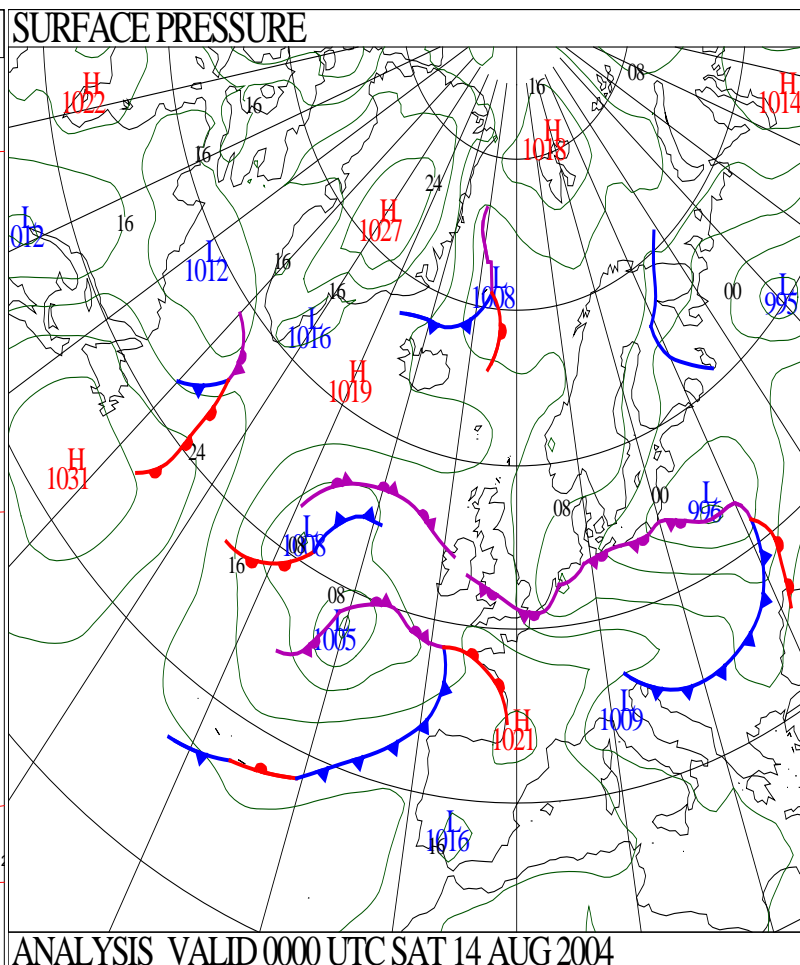 SURFACE PRESSURE
08
H
1022
16
H
1014
16
H
1018
16
24
L
012
16
H
1027
L
1012
16
L
1008
00
L
995
16
L
1016
H
1019
24
H
1031
L
996
00
08
L
1008
08
16
08
L
1005
L
1009
H
1021
L
1016
16
ANALYSIS VALID 0000 UTC SAT 14 AUG 2004